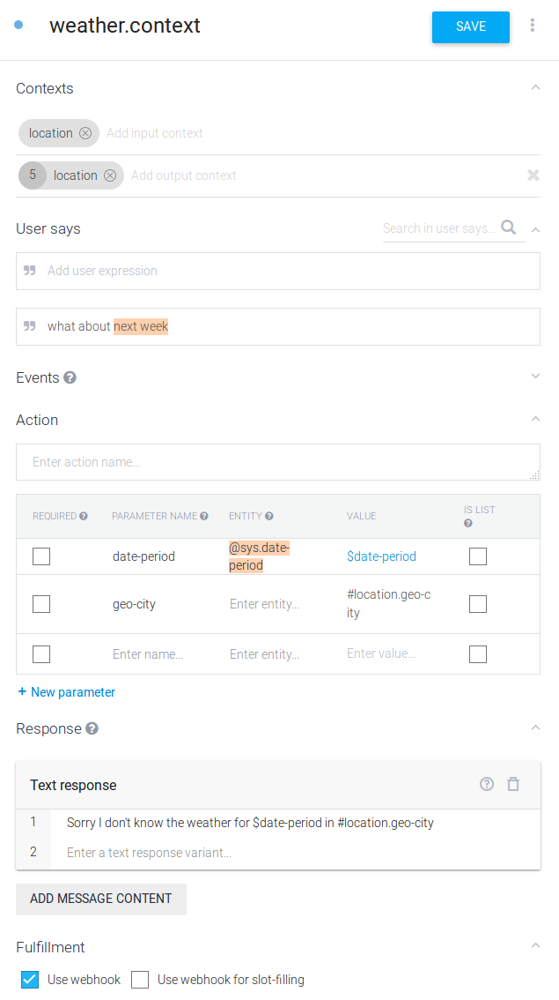 weather.context
SAVE
Contexts
location Add input context
5 location Add output context
User says
Search in user says...
Add user expression
what about next week
Events
Action
Enter action name...
REQUIRED PARAMETER NAME ENTITY VALUE IS LIST
date-period @sys.date-
period $date-period
geo-city Enter entity... #location.geo-c
ity
Enter name... Enter entity... Enter value...
+ New parameter
Response
Text response
1 Sorry I don't know the weather for $date-period in #location.geo-city
2 Enter a text response variant...
ADD MESSAGE CONTENT
Fulfillment
Use webhook Use webhook for slot-filling